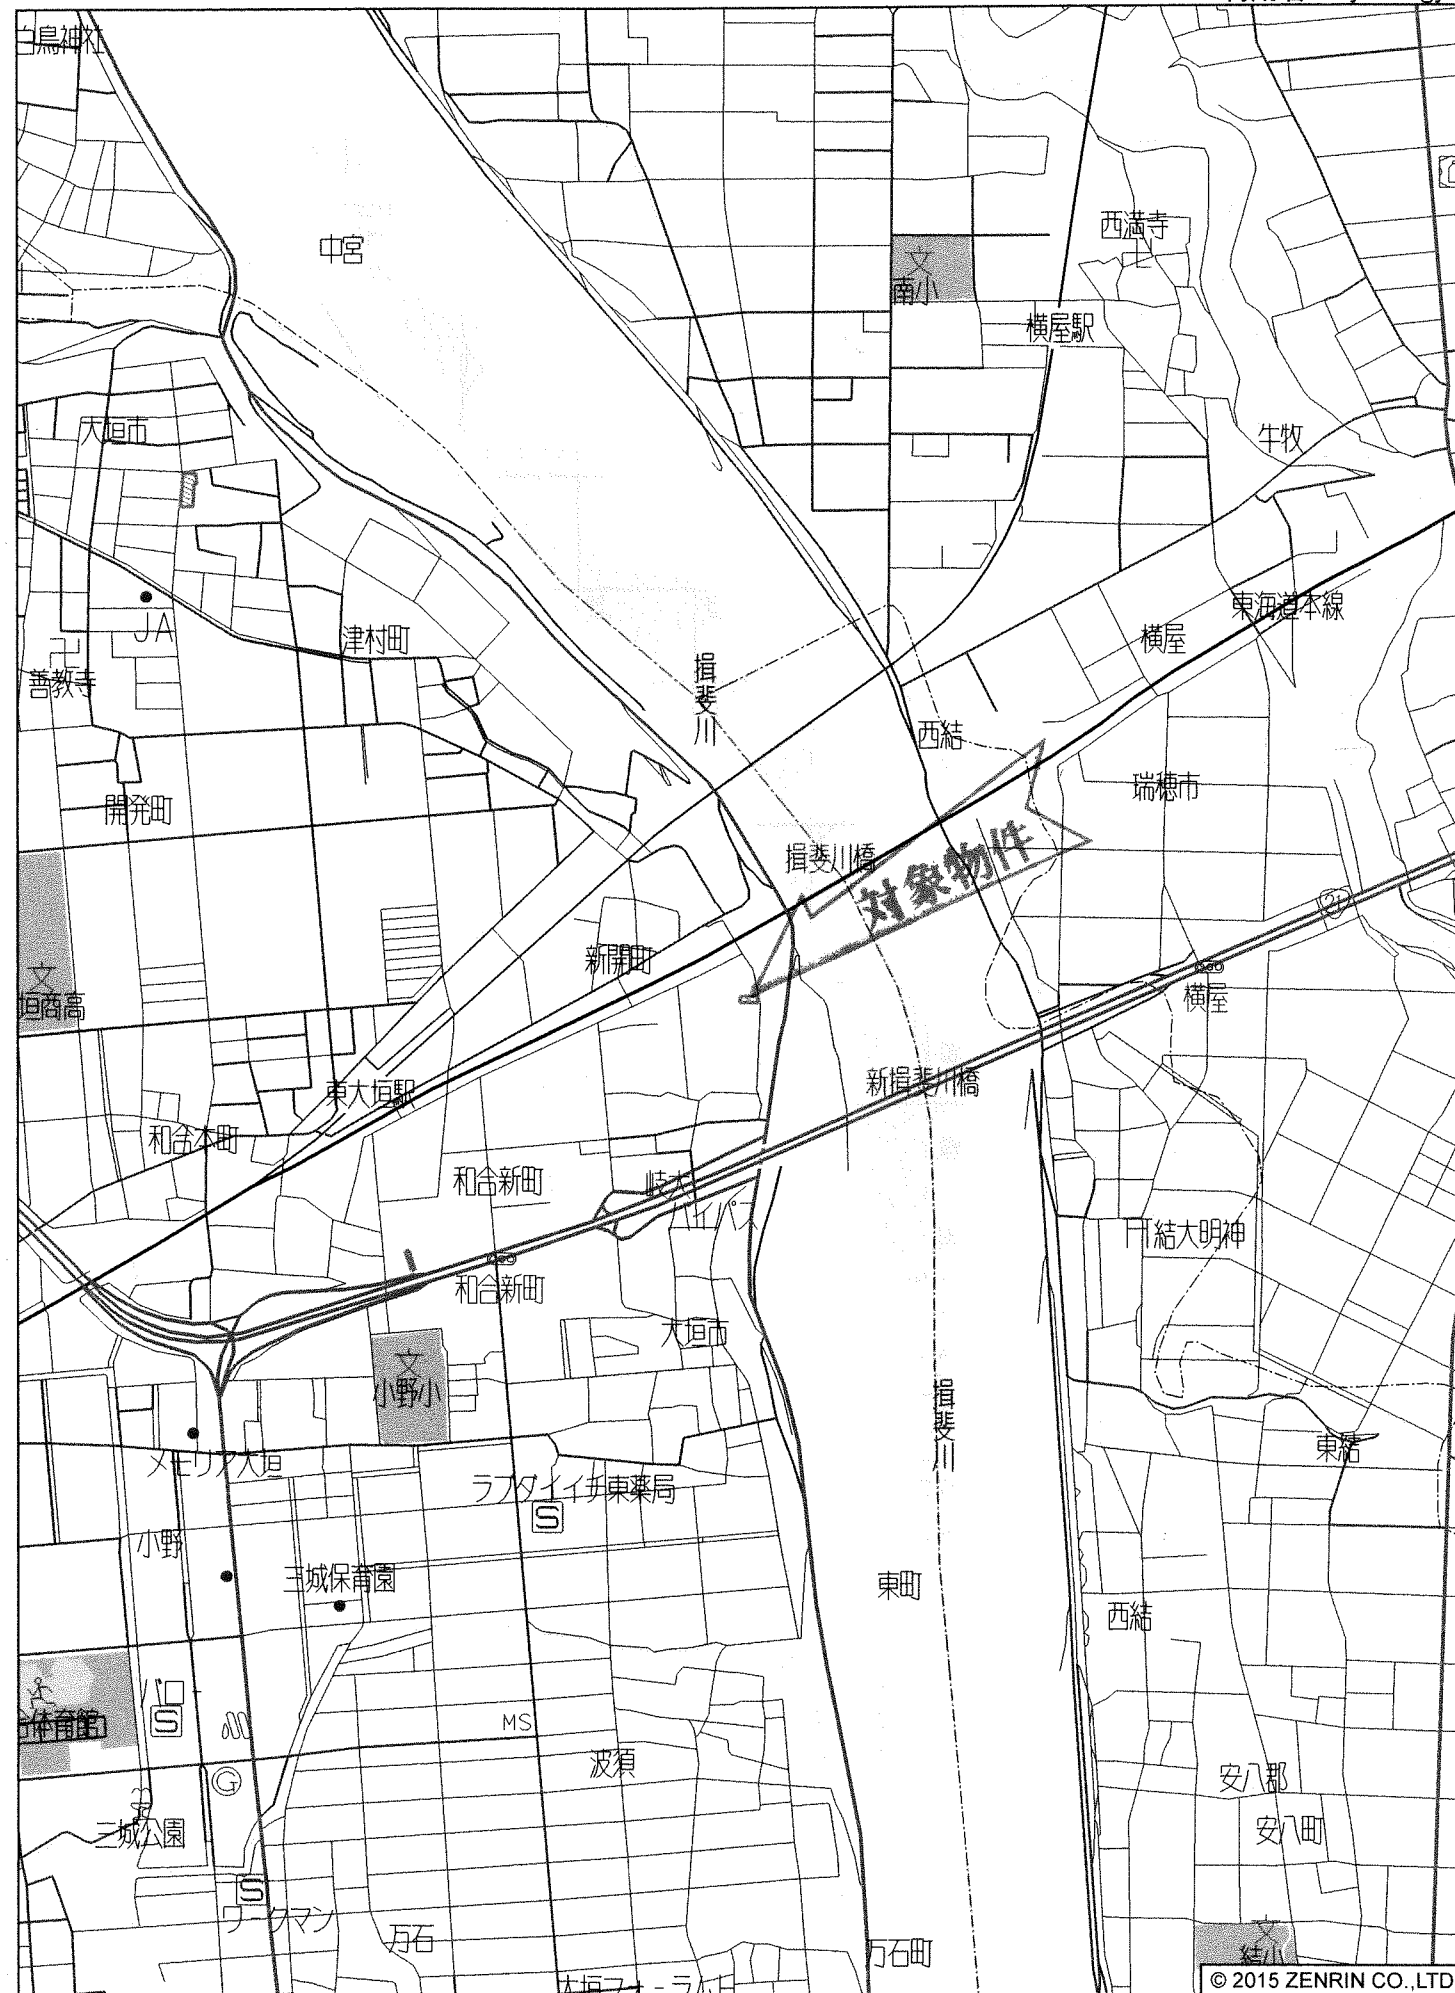 白鳥神社
中宮
西満寺
文
南小
横屋駅
大垣市
牛牧
東海道本線
JA
津村町
横屋
善教寺
揖斐川
西結
瑞穂市
開発町
揖斐川橋
対象物件
21
文
垣商高
新開町
横屋
新揖斐川橋
東大垣駅
和合本町
和合新町
岐大
バイパス
结大明神
和合新町
大垣市
文
小野小
揖斐川
東結
メモリア大垣
ラブダイイチ東薬局
S
小野
三城保育園
東町
西結
バロー
S
合体育館
MS
波須
G
安八郡
三城公園
安八町
S
ワークマン
万石
万石町
文
結小
© 2015 ZENRIN CO.,LTD